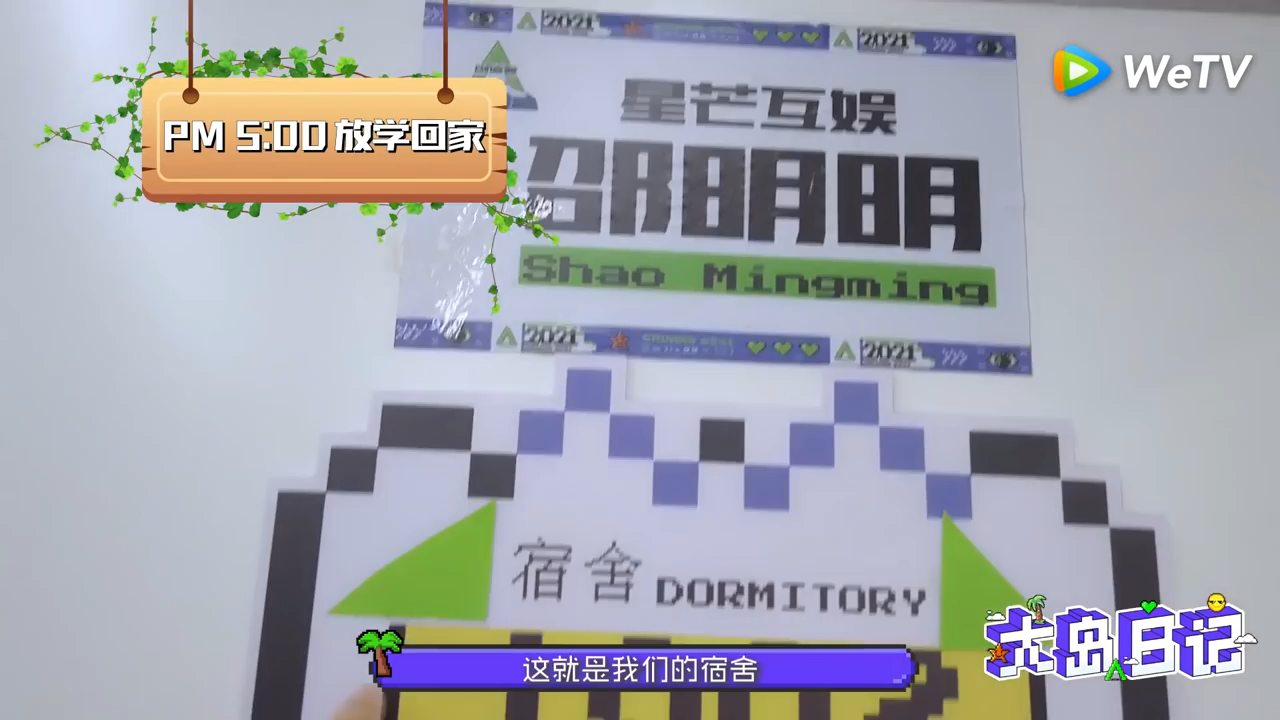 2021
2021
WeTV
PM 5:00 放学回家
星芒互娱
邵明明
Shao Mingming
2021
2021
宿舍 DORMITORY
这就是我们的宿舍
大岛日记